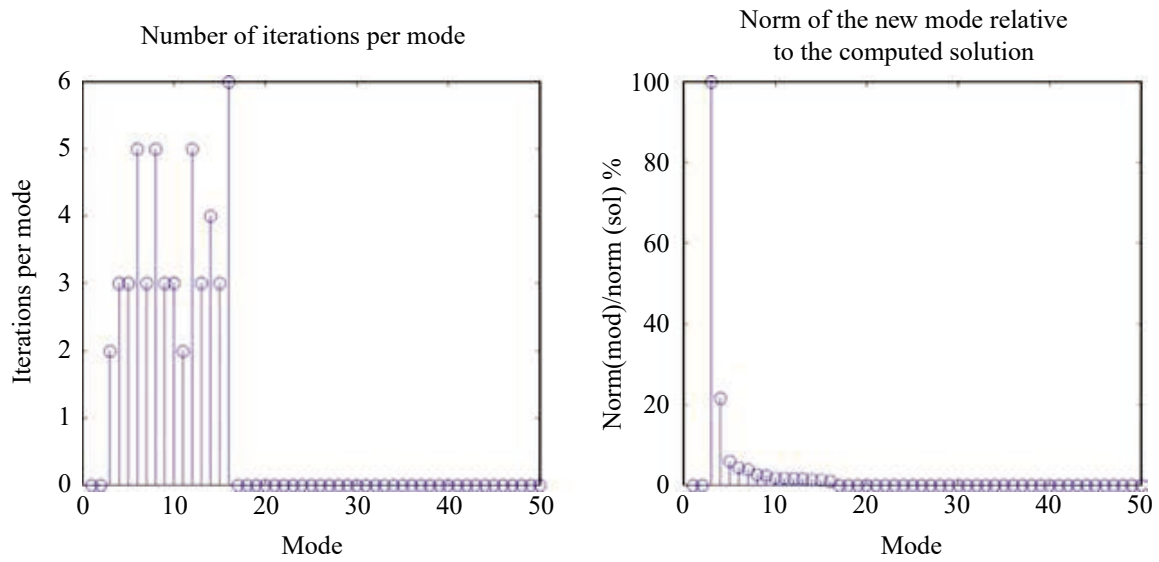 Number of iterations per mode
6
5
4
3
2
1
0
Iterations per mode
0 10 20 30 40 50
Mode
Norm of the new mode relative
to the computed solution
100
80
60
40
20
0
Norm(mod)/norm (sol) %
0 10 20 30 40 50
Mode